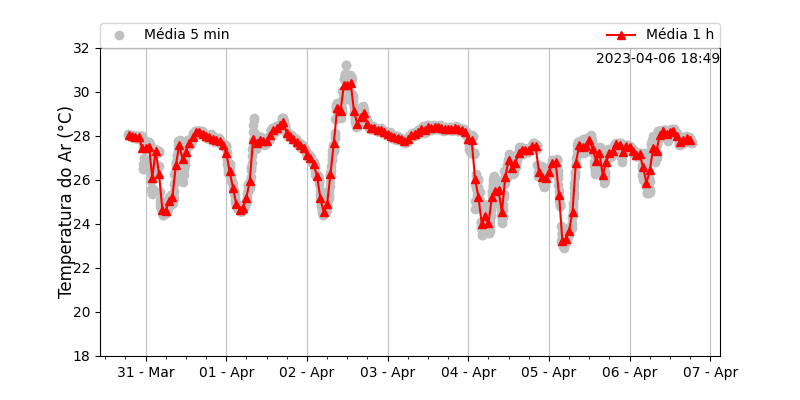 Média 5 min
Média 1 h
2023-04-06 18:49
Temperatura do Ar (°C)
32
30
28
26
24
22
20
18
31 - Mar
01 - Apr
02 - Apr
03 - Apr
04 - Apr
05 - Apr
06 - Apr
07 - Apr